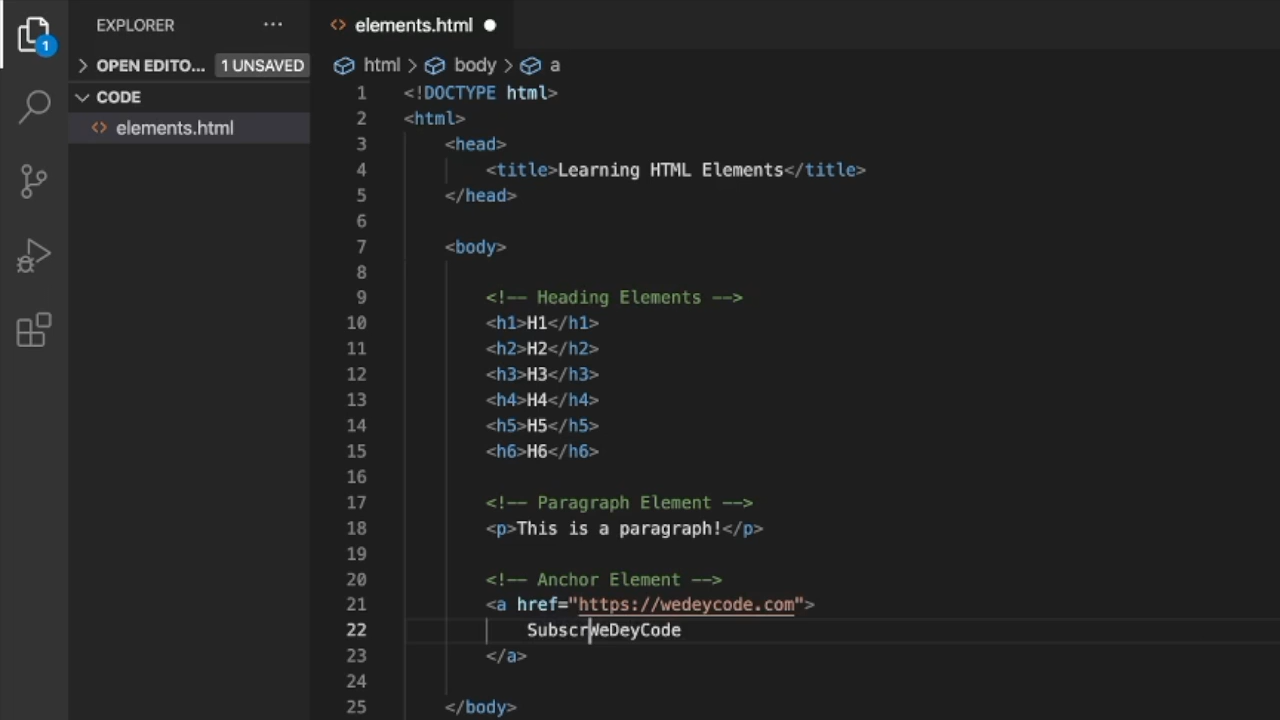 EXPLORER ...
OPEN EDITO... 1 UNSAVED
CODE
elements.html
1
elements.html
html > body > a
1 <!DOCTYPE html>
2 <html>
3 <head>
4 <title>Learning HTML Elements</title>
5 </head>
6
7 <body>
8
9 <!-- Heading Elements -->
10 <h1>H1</h1>
11 <h2>H2</h2>
12 <h3>H3</h3>
13 <h4>H4</h4>
14 <h5>H5</h5>
15 <h6>H6</h6>
16
17 <!-- Paragraph Element -->
18 <p>This is a paragraph!</p>
19
20 <!-- Anchor Element -->
21 <a href="https://wedeycode.com">
22 SubscrWeDeyCode
23 </a>
24
25 </body>